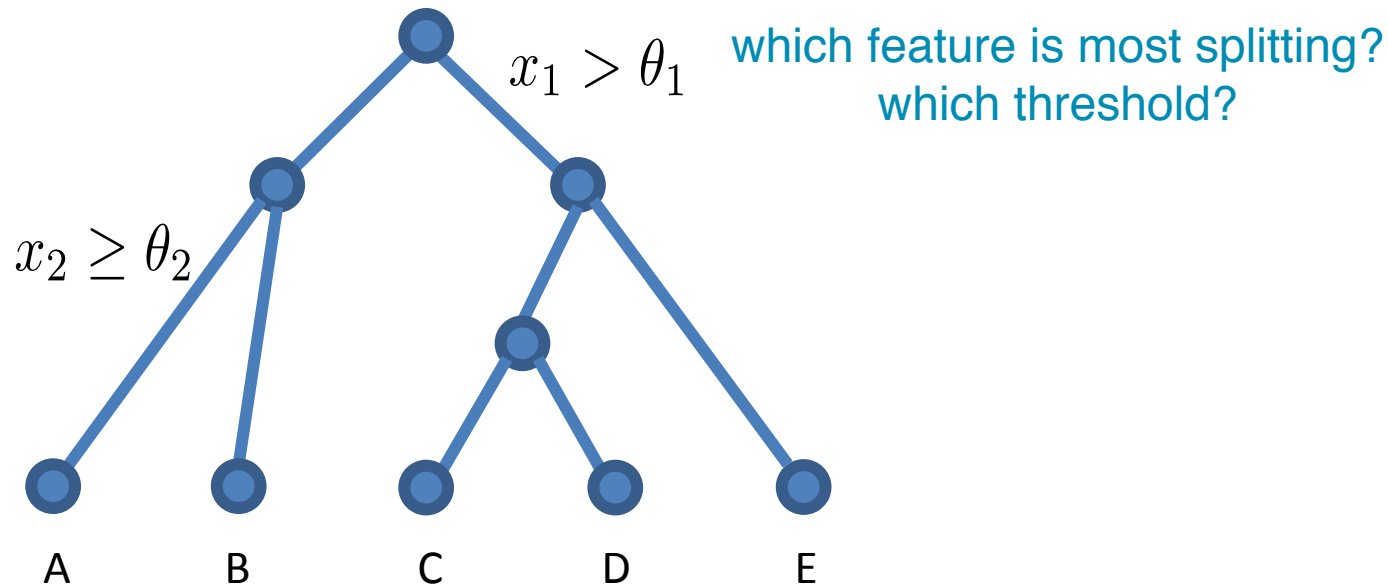 x₁ > θ₁
which feature is most splitting?
which threshold?
x₂ ≥ θ₂
A B C D E